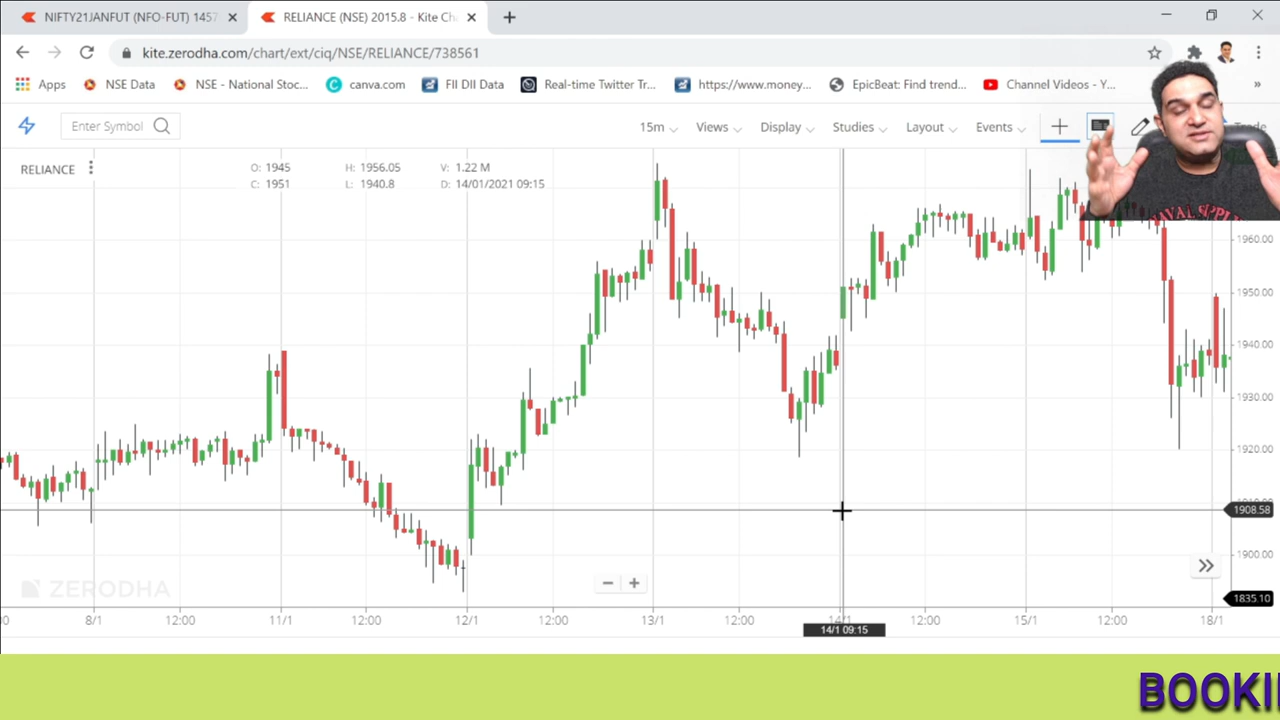 NIFTY21JANFUT (NFO-FUT) 1457
RELIANCE (NSE) 2015.8 - Kite Ch
kite.zerodha.com/chart/ext/ciq/NSE/RELIANCE/738561
Apps NSE Data NSE - National Stoc... canva.com FII DII Data Real-time Twitter Tr... https://www.money... EpicBeat: Find trend... Channel Videos - Y... »
Enter Symbol 15m Views Display Studies Layout Events
RELIANCE O: 1945 H: 1956.05 V: 1.22 M
C: 1951 L: 1940.8 D: 14/01/2021 09:15
NAVAL SUPPLY
1960.00
1950.00
1940.00
1930.00
1920.00
1908.58
1900.00
ZERODHA
1835.10
8/1 12:00 11/1 12:00 12/1 12:00 13/1 12:00 14/1 12:00 15/1 12:00 18/1
14/1 09:15
BOOKI